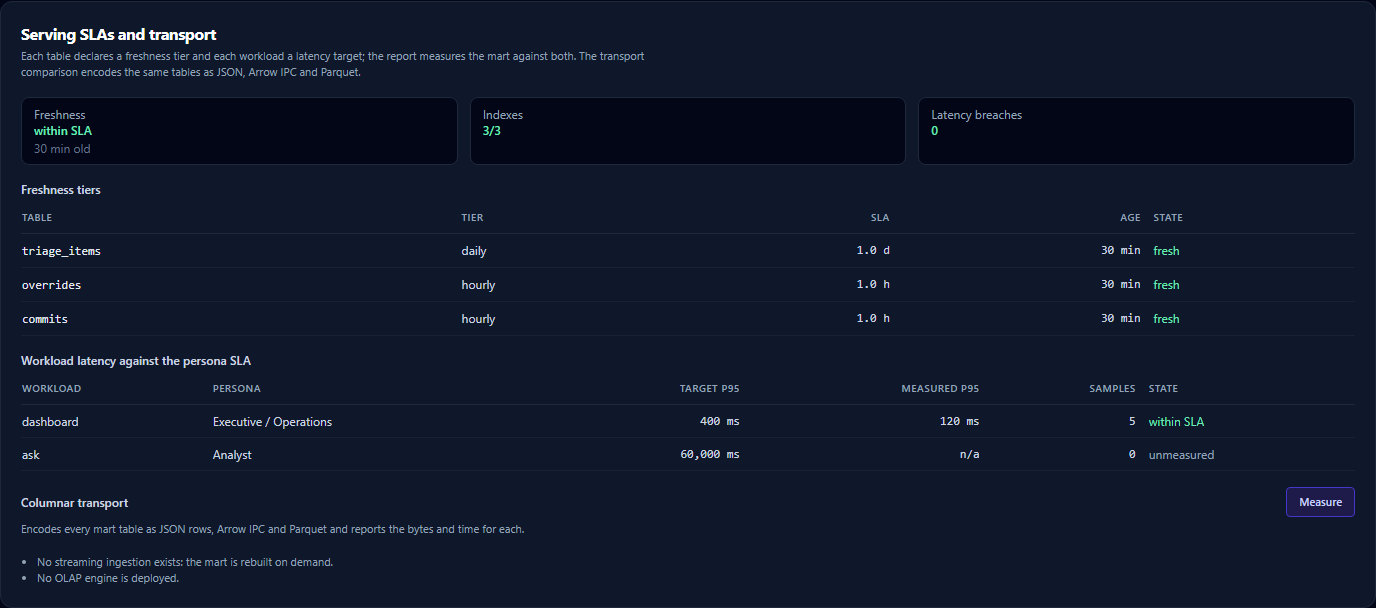 Serving SLAs and transport
Each table declares a freshness tier and each workload a latency target; the report measures the mart against both. The transport
comparison encodes the same tables as JSON, Arrow IPC and Parquet.
Freshness
within SLA
30 min old
Indexes
3/3
Latency breaches
0
Freshness tiers
TABLE TIER SLA AGE STATE
triage_items daily 1.0 d 30 min fresh
overrides hourly 1.0 h 30 min fresh
commits hourly 1.0 h 30 min fresh
Workload latency against the persona SLA
WORKLOAD PERSONA TARGET P95 MEASURED P95 SAMPLES STATE
dashboard Executive / Operations 400 ms 120 ms 5 within SLA
ask Analyst 60,000 ms n/a 0 unmeasured
Columnar transport
Measure
Encodes every mart table as JSON rows, Arrow IPC and Parquet and reports the bytes and time for each.
• No streaming ingestion exists: the mart is rebuilt on demand.
• No OLAP engine is deployed.